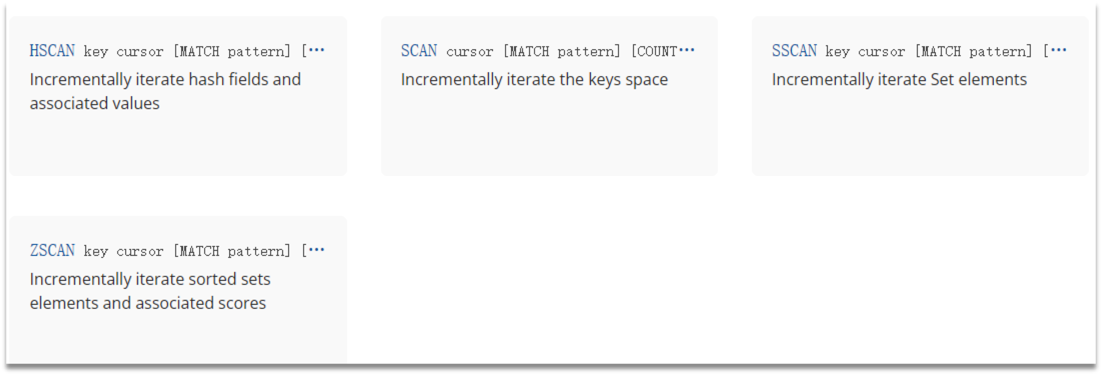 HSCAN key cursor [MATCH pattern] [···
Incrementally iterate hash fields and
associated values
SCAN cursor [MATCH pattern] [COUNT···
Incrementally iterate the keys space
SSCAN key cursor [MATCH pattern] [···
Incrementally iterate Set elements
ZSCAN key cursor [MATCH pattern] [···
Incrementally iterate sorted sets
elements and associated scores